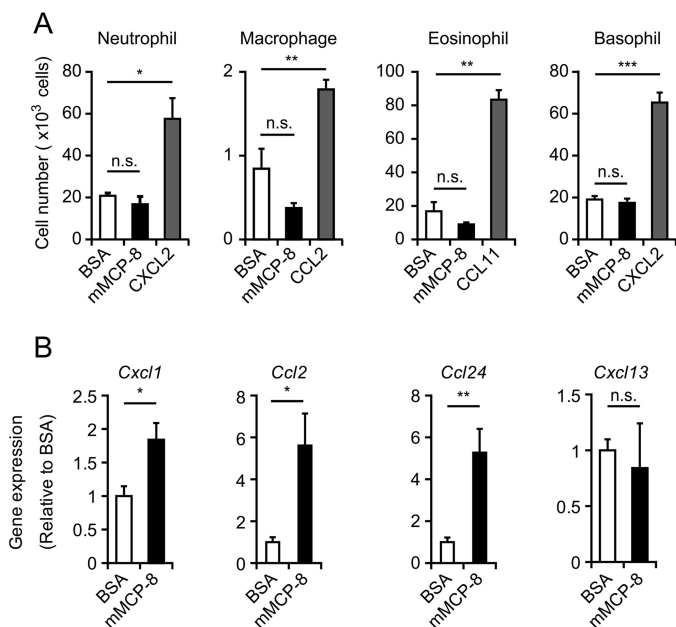 A
Neutrophil Macrophage Eosinophil Basophil
Cell number ( x10³ cells)
80
60
40
20
0
*
n.s.
BSA
mMCP-8
CXCL2
2
1
0
**
n.s.
BSA
mMCP-8
CCL2
100
80
60
40
20
0
**
n.s.
BSA
mMCP-8
CCL11
80
60
40
20
0
***
n.s.
BSA
mMCP-8
CXCL2
B
Cxcl1 Ccl2 Ccl24 Cxcl13
Gene expression
(Relative to BSA)
2.5
2
1.5
1
0.5
0
*
BSA
mMCP-8
8
6
4
2
0
*
BSA
mMCP-8
8
6
4
2
0
**
BSA
mMCP-8
1.5
1
0.5
0
n.s.
BSA
mMCP-8